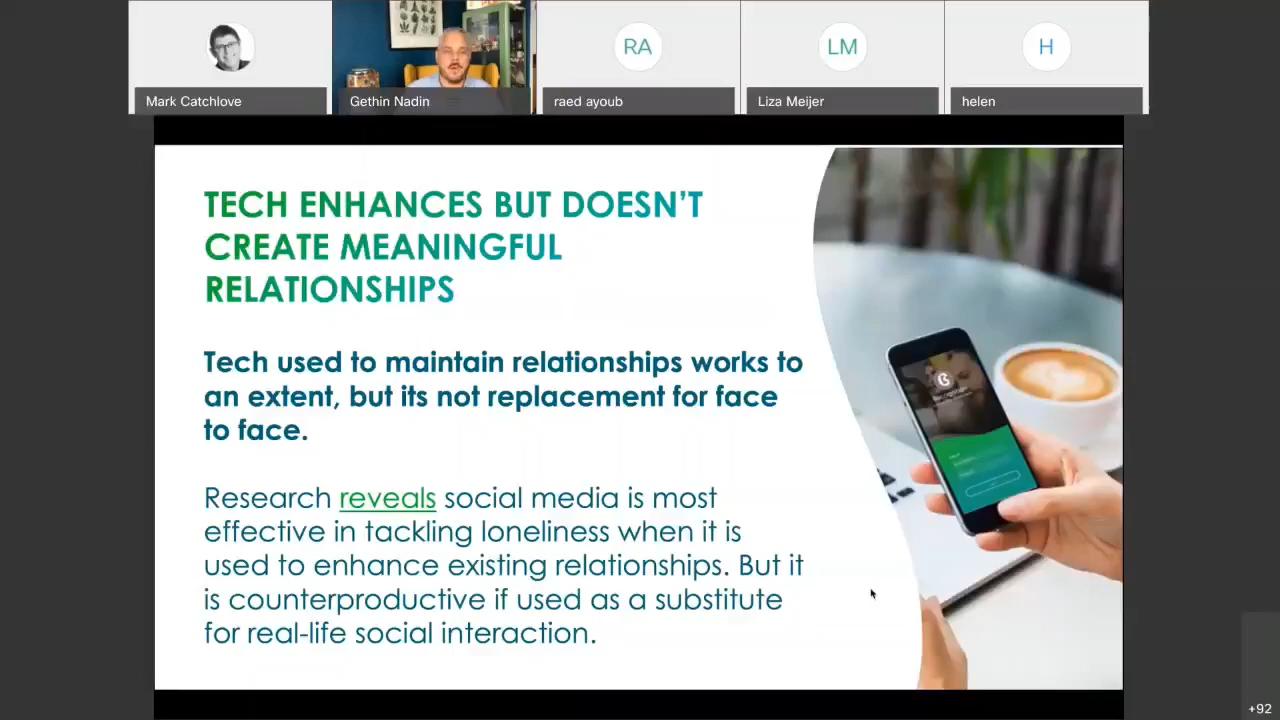 RA
LM
H
Mark Catchlove
Gethin Nadin
raed ayoub
Liza Meijer
helen
TECH ENHANCES BUT DOESN'T
CREATE MEANINGFUL
RELATIONSHIPS
Tech used to maintain relationships works to
an extent, but its not replacement for face
to face.
Research reveals social media is most
effective in tackling loneliness when it is
used to enhance existing relationships. But it
is counterproductive if used as a substitute
for real-life social interaction.
+92